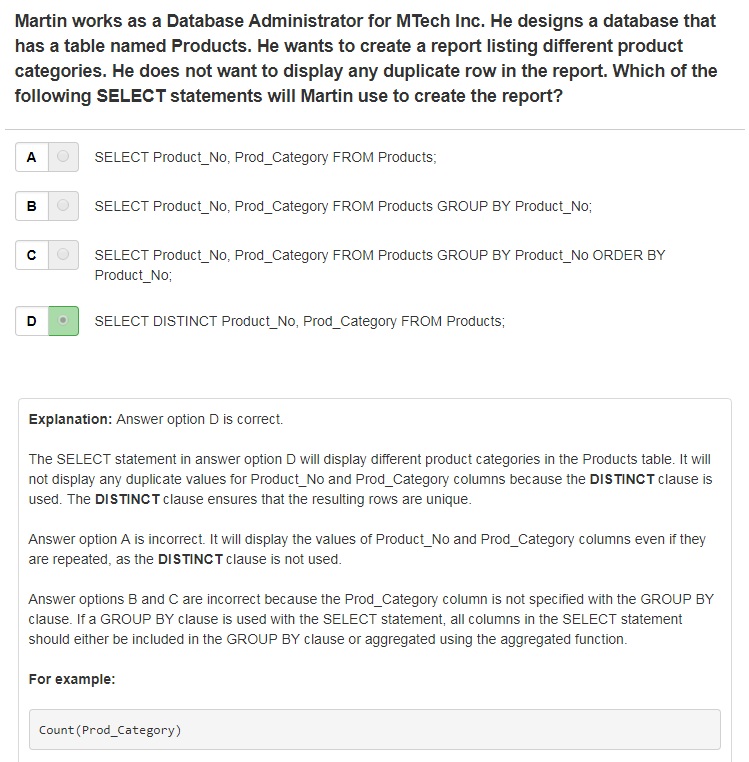 Martin works as a Database Administrator for MTech Inc. He designs a database that
has a table named Products. He wants to create a report listing different product
categories. He does not want to display any duplicate row in the report. Which of the
following SELECT statements will Martin use to create the report?
A SELECT Product_No, Prod_Category FROM Products;
B SELECT Product_No, Prod_Category FROM Products GROUP BY Product_No;
C SELECT Product_No, Prod_Category FROM Products GROUP BY Product_No ORDER BY
Product_No;
D SELECT DISTINCT Product_No, Prod_Category FROM Products;
Explanation: Answer option D is correct.
The SELECT statement in answer option D will display different product categories in the Products table. It will
not display any duplicate values for Product_No and Prod_Category columns because the DISTINCT clause is
used. The DISTINCT clause ensures that the resulting rows are unique.
Answer option A is incorrect. It will display the values of Product_No and Prod_Category columns even if they
are repeated, as the DISTINCT clause is not used.
Answer options B and C are incorrect because the Prod_Category column is not specified with the GROUP BY
clause. If a GROUP BY clause is used with the SELECT statement, all columns in the SELECT statement
should either be included in the GROUP BY clause or aggregated using the aggregated function.
For example:
Count(Prod_Category)